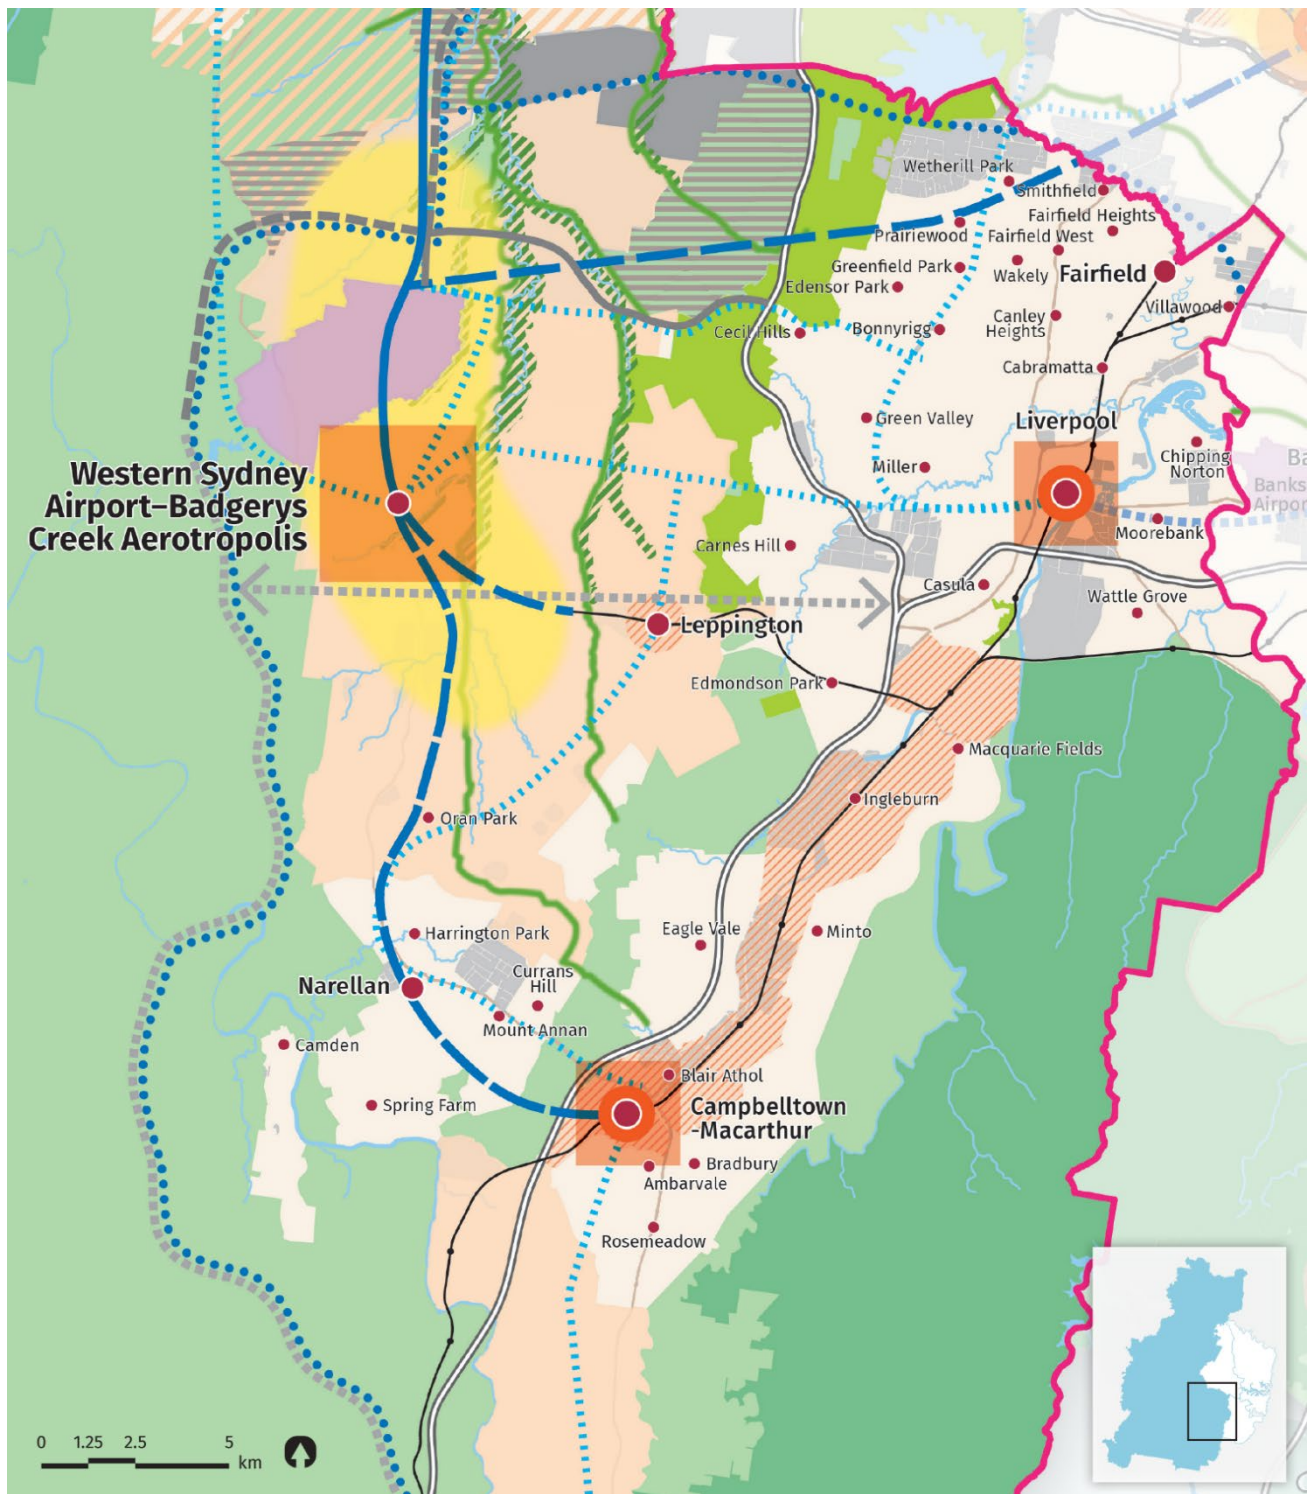 Wetherill Park
Smithfield
Fairfield Heights
Prairiewood
Fairfield West
Greenfield Park
Wakely
Fairfield
Edensor Park
Villawood
Cecil Hills
Bonnyrigg
Canley
Heights
Cabramatta
Green Valley
Liverpool
Chipping
Norton
Miller
Western Sydney
Airport–Badgerys
Creek Aerotropolis
Banks
Airpor
Moorebank
Carnes Hill
Casula
Wattle Grove
Leppington
Edmondson Park
Macquarie Fields
Ingleburn
Oran Park
Harrington Park
Eagle Vale
Minto
Currans
Hill
Narellan
Mount Annan
Camden
Blair Athol
Spring Farm
Campbelltown
-Macarthur
Bradbury
Ambarvale
Rosemeadow
0 1.25 2.5 5
km